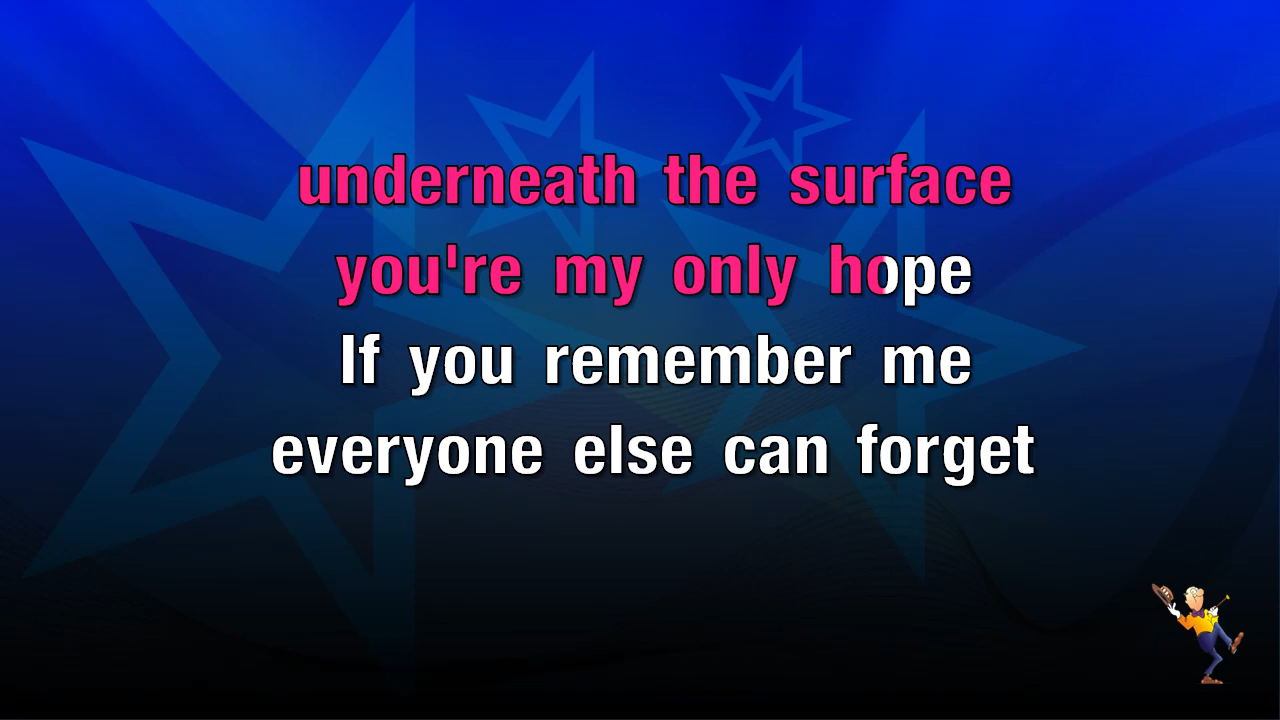 underneath the surface
you're my only hope
If you remember me
everyone else can forget